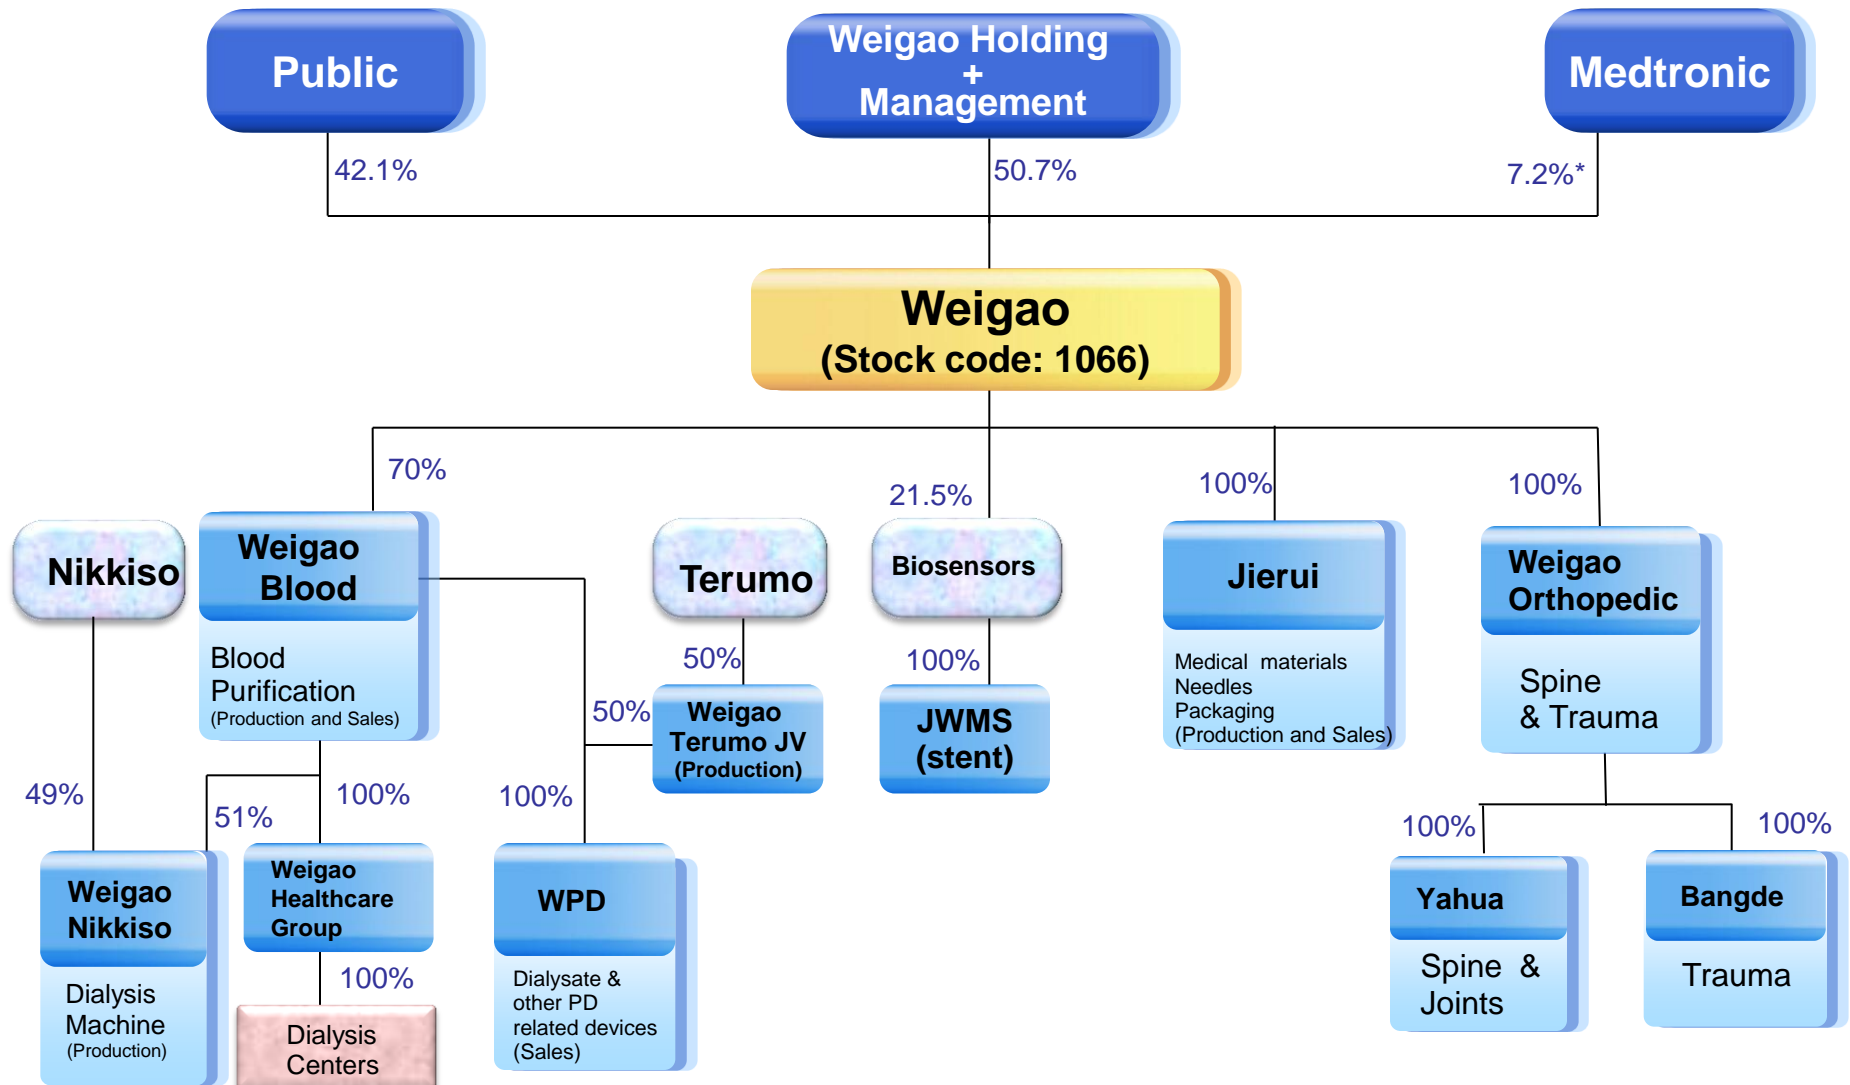 Public
Weigao Holding
+
Management
Medtronic
42.1%
50.7%
7.2%*
Weigao
(Stock code: 1066)
70%
21.5%
100%
100%
Nikkiso
Weigao
Blood
Blood
Purification
(Production and Sales)
Terumo
Biosensors
Jierui
Medical materials
Needles
Packaging
(Production and Sales)
Weigao
Orthopedic
Spine
& Trauma
50%
50%
100%
Weigao
Terumo JV
(Production)
JWMS
(stent)
49%
51%
100%
100%
100%
100%
Weigao
Nikkiso
Dialysis
Machine
(Production)
Weigao
Healthcare
Group
100%
Dialysis
Centers
WPD
Dialysate &
other PD
related devices
(Sales)
Yahua
Spine &
Joints
Bangde
Trauma